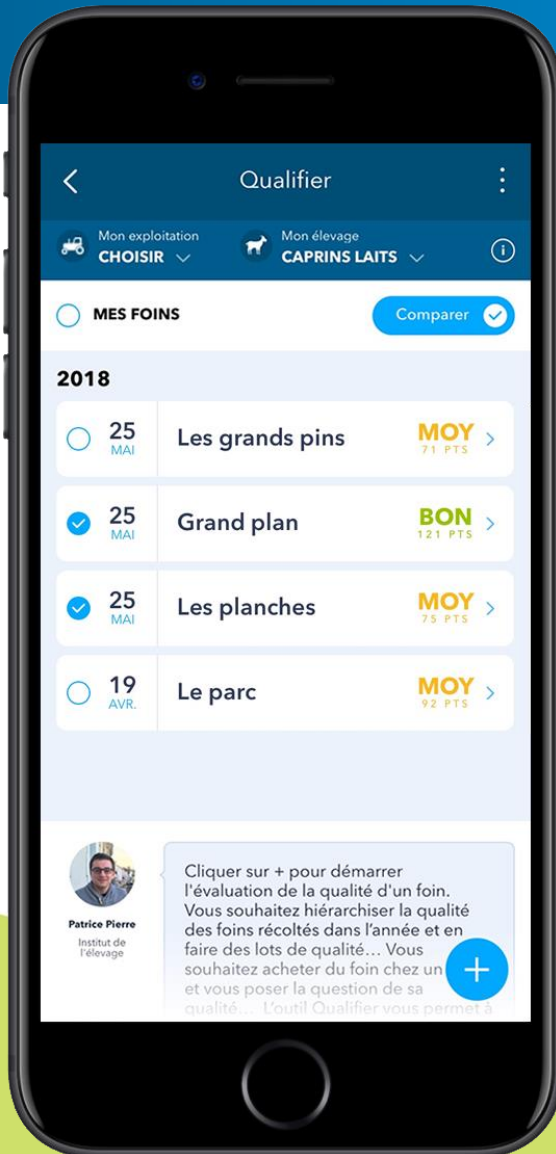 Qualifier
Mon exploitation
CHOISIR
Mon élevage
CAPRINS LAITS
MES FOINS
Comparer
2018
25
MAI
Les grands pins
MOY
71 PTS
25
MAI
Grand plan
BON
121 PTS
25
MAI
Les planches
MOY
75 PTS
19
AVR.
Le parc
MOY
92 PTS
Patrice Pierre
Institut de
l'élevage
Cliquer sur + pour démarrer
l'évaluation de la qualité d'un foin.
Vous souhaitez hiérarchiser la qualité
des foins récoltés dans l'année et en
faire des lots de qualité... Vous
souhaitez acheter du foin chez un
et vous poser la question de sa
qualité... L'outil Qualifier vous permet à
+